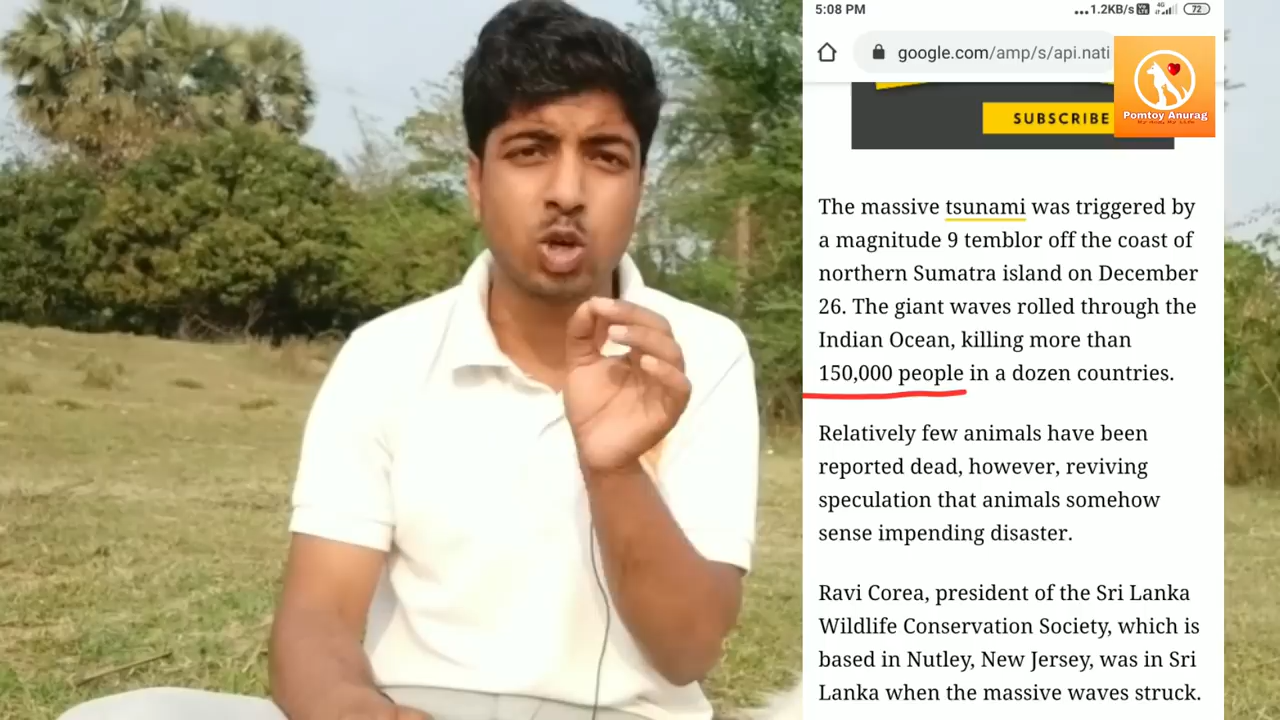 5:08 PM
...1.2KB/s
4G
72
google.com/amp/s/api.nati
SUBSCRIBE
Pomtoy Anurag
The massive tsunami was triggered by
a magnitude 9 temblor off the coast of
northern Sumatra island on December
26. The giant waves rolled through the
Indian Ocean, killing more than
150,000 people in a dozen countries.
Relatively few animals have been
reported dead, however, reviving
speculation that animals somehow
sense impending disaster.
Ravi Corea, president of the Sri Lanka
Wildlife Conservation Society, which is
based in Nutley, New Jersey, was in Sri
Lanka when the massive waves struck.